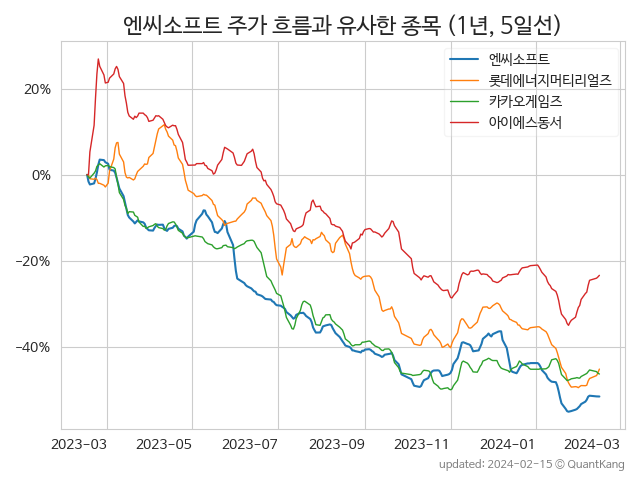 엔씨소프트 주가 흐름과 유사한 종목 (1년, 5일선)
엔씨소프트
롯데에너지머티리얼즈
카카오게임즈
아이에스동서
20%
0%
−20%
−40%
2023-03 2023-05 2023-07 2023-09 2023-11 2024-01 2024-03
updated: 2024-02-15 © QuantKang